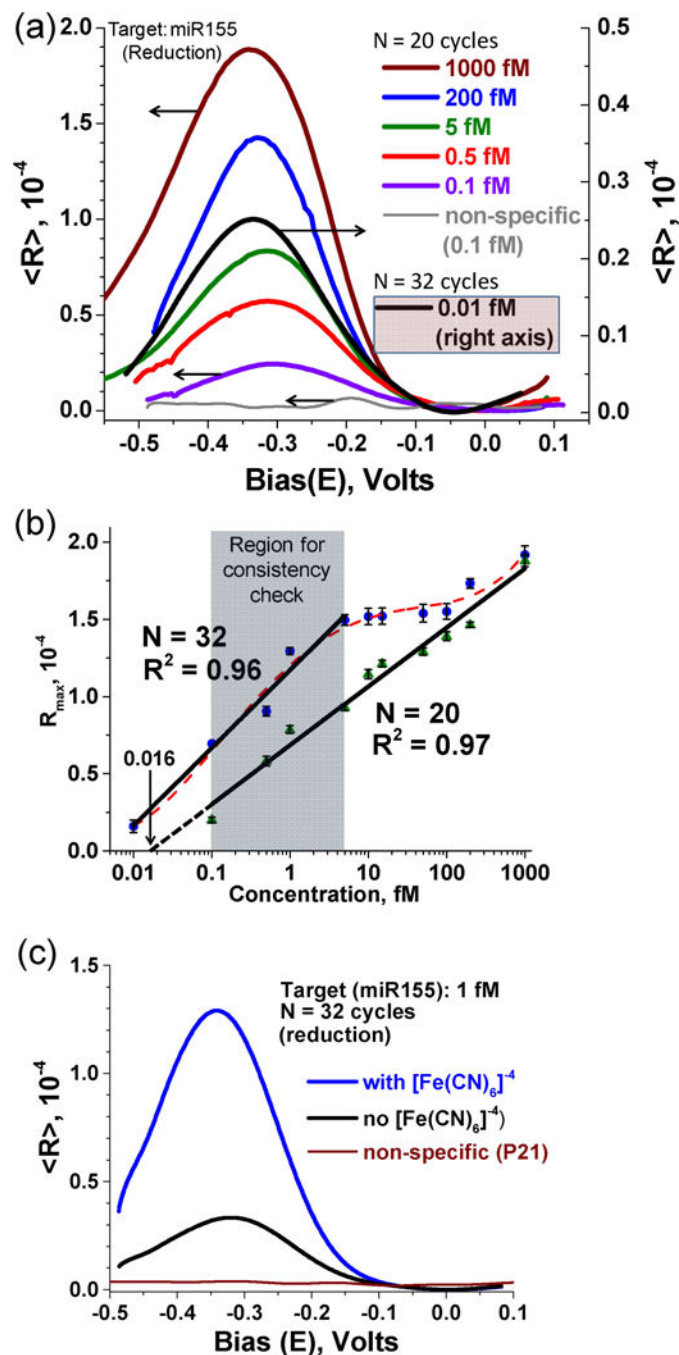 (a)
Target: miR155
(Reduction)
N = 20 cycles
1000 fM
200 fM
5 fM
0.5 fM
0.1 fM
non-specific
(0.1 fM)
N = 32 cycles
0.01 fM
(right axis)
<R>, 10⁻⁴
2.0
1.5
1.0
0.5
0.0
0.5
0.4
0.3
0.2
0.1
0.0
<R>, 10⁻⁴
-0.5 -0.4 -0.3 -0.2 -0.1 0.0 0.1
Bias(E), Volts
(b)
Region for
consistency
check
N = 32
R² = 0.96
N = 20
R² = 0.97
0.016
R_max, 10⁻⁴
2.0
1.5
1.0
0.5
0.0
0.01 0.1 1 10 100 1000
Concentration, fM
(c)
Target (miR155): 1 fM
N = 32 cycles
(reduction)
with [Fe(CN)₆]⁻⁴
no [Fe(CN)₆]⁻⁴)
non-specific (P21)
<R>, 10⁻⁴
1.5
1.0
0.5
0.0
-0.5 -0.4 -0.3 -0.2 -0.1 0.0 0.1
Bias (E), Volts